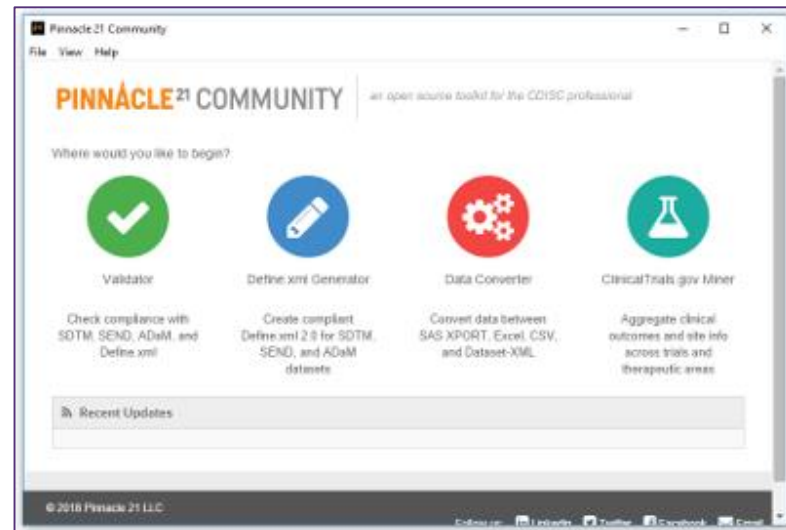 Pinnacle 21 Community
File View Help
PINNACLE 21 COMMUNITY
an open source toolkit for the CDISC professional
Where would you like to begin?
Validator
Check compliance with
SDTM, SEND, ADaM, and
Define.xml
Define.xml Generator
Create compliant
Define.xml 2.0 for SDTM,
SEND, and ADaM
datasets
Data Converter
Convert data between
SAS XPORT, Excel, CSV,
and Dataset-XML
ClinicalTrials.gov Miner
Aggregate clinical
outcomes and site info
across trials and
therapeutic areas
Recent Updates
© 2018 Pinnacle 21 LLC
Follow us: LinkedIn Twitter Facebook Email